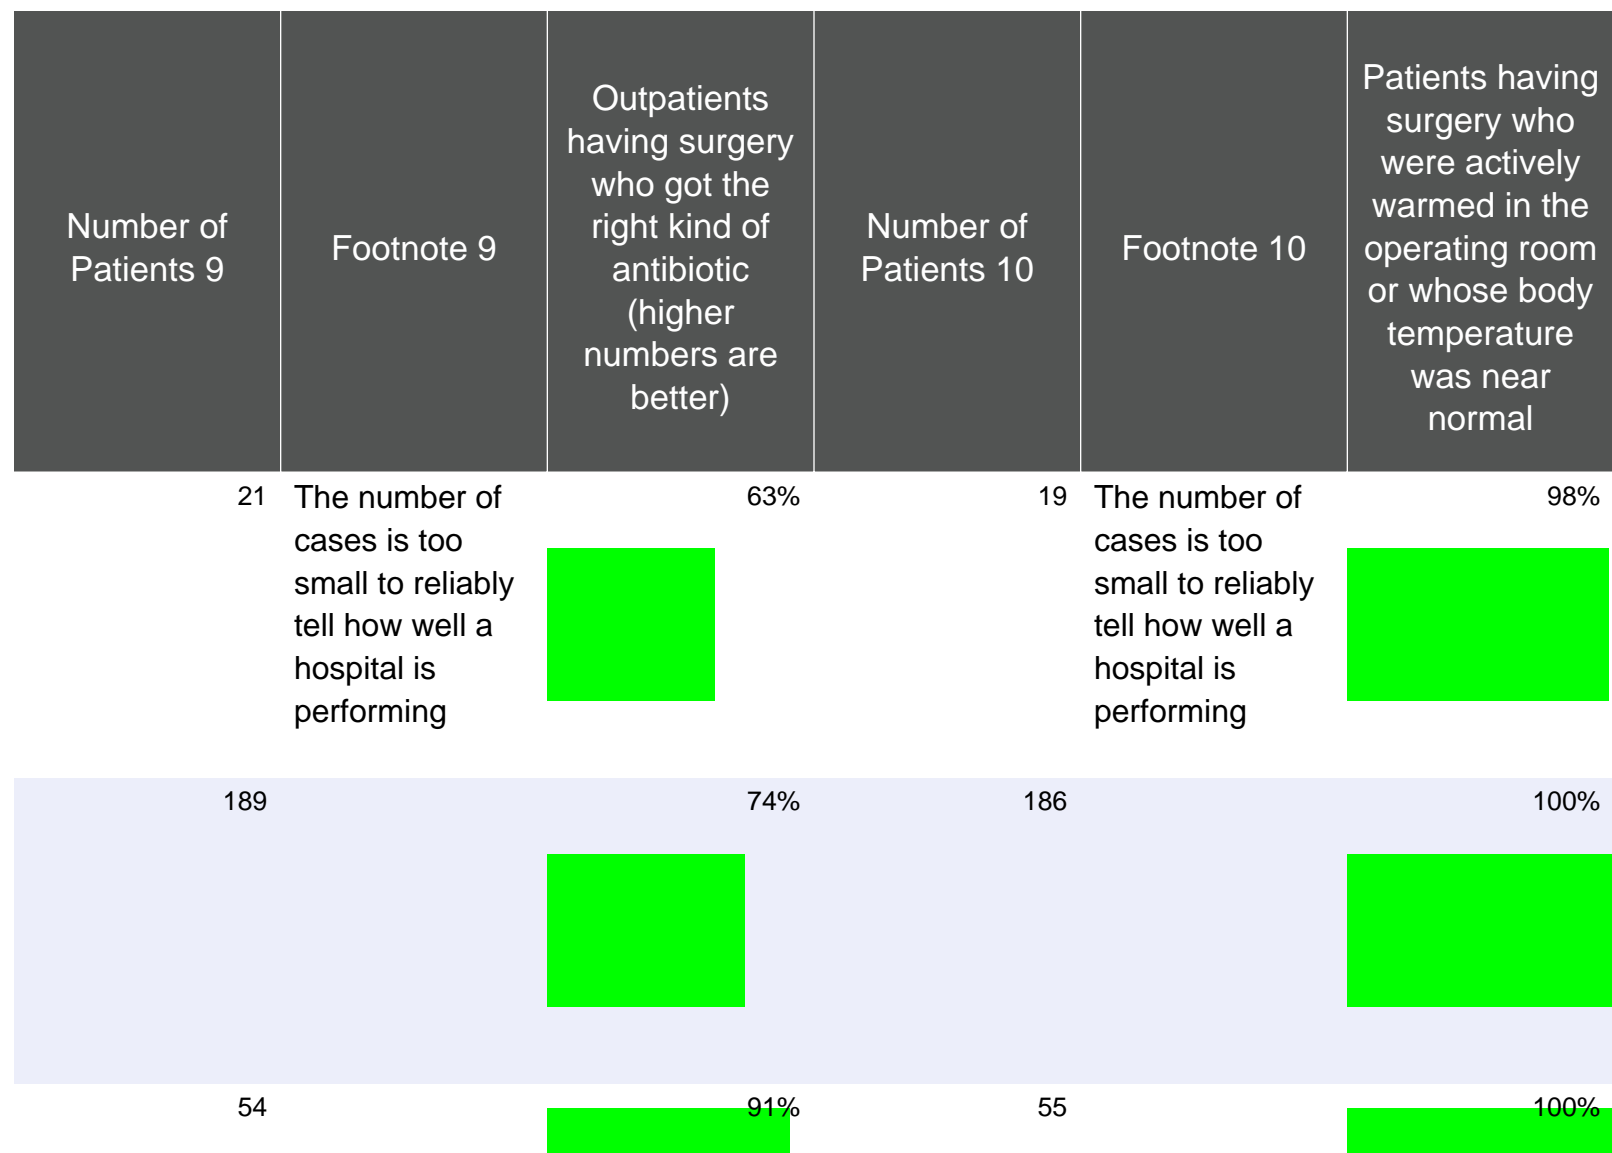 Number of
Patients 9
Footnote 9
Outpatients
having surgery
who got the
right kind of
antibiotic
(higher
numbers are
better)
Number of
Patients 10
Footnote 10
Patients having
surgery who
were actively
warmed in the
operating room
or whose body
temperature
was near
normal
21
The number of
cases is too
small to reliably
tell how well a
hospital is
performing
63%
19
The number of
cases is too
small to reliably
tell how well a
hospital is
performing
98%
189
74%
186
100%
54
91%
55
100%